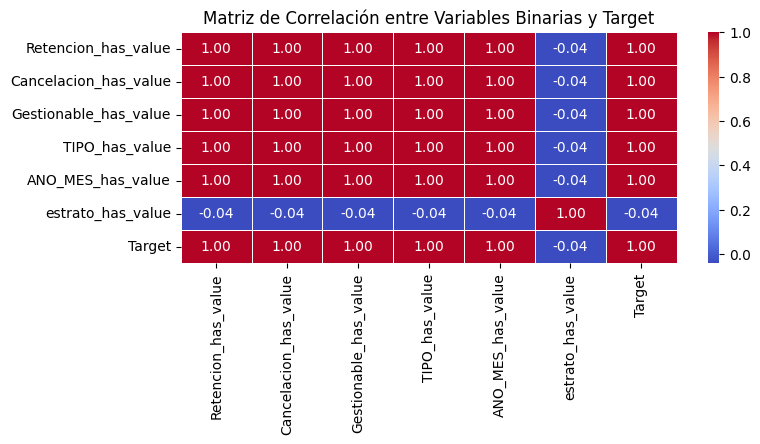 Matriz de Correlación entre Variables Binarias y Target
Retencion_has_value 1.00 1.00 1.00 1.00 1.00 -0.04 1.00
Cancelacion_has_value 1.00 1.00 1.00 1.00 1.00 -0.04 1.00
Gestionable_has_value 1.00 1.00 1.00 1.00 1.00 -0.04 1.00
TIPO_has_value 1.00 1.00 1.00 1.00 1.00 -0.04 1.00
ANO_MES_has_value 1.00 1.00 1.00 1.00 1.00 -0.04 1.00
estrato_has_value -0.04 -0.04 -0.04 -0.04 -0.04 1.00 -0.04
Target 1.00 1.00 1.00 1.00 1.00 -0.04 1.00
Retencion_has_value
Cancelacion_has_value
Gestionable_has_value
TIPO_has_value
ANO_MES_has_value
estrato_has_value
Target
1.0
0.8
0.6
0.4
0.2
0.0